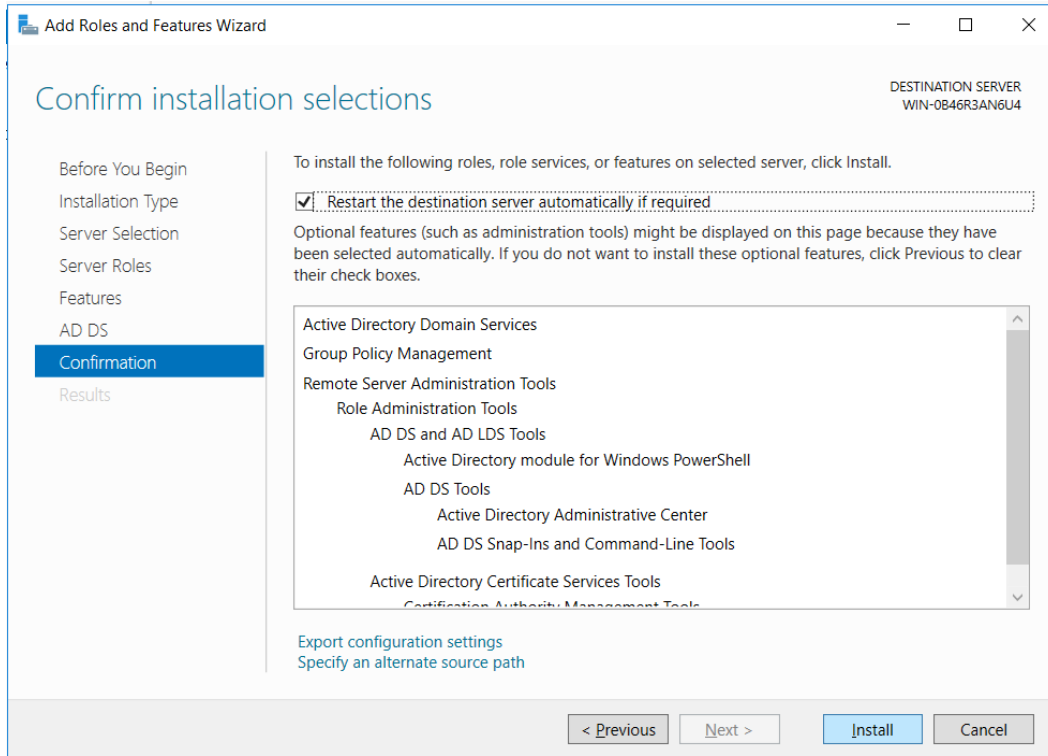 Add Roles and Features Wizard
Confirm installation selections
DESTINATION SERVER
WIN-0B46R3AN6U4
Before You Begin
Installation Type
Server Selection
Server Roles
Features
AD DS
Confirmation
Results
To install the following roles, role services, or features on selected server, click Install.
Restart the destination server automatically if required
Optional features (such as administration tools) might be displayed on this page because they have
been selected automatically. If you do not want to install these optional features, click Previous to clear
their check boxes.
Active Directory Domain Services
Group Policy Management
Remote Server Administration Tools
Role Administration Tools
AD DS and AD LDS Tools
Active Directory module for Windows PowerShell
AD DS Tools
Active Directory Administrative Center
AD DS Snap-Ins and Command-Line Tools
Active Directory Certificate Services Tools
Certification Authority Management Tools
Export configuration settings
Specify an alternate source path
< Previous
Next >
Install
Cancel